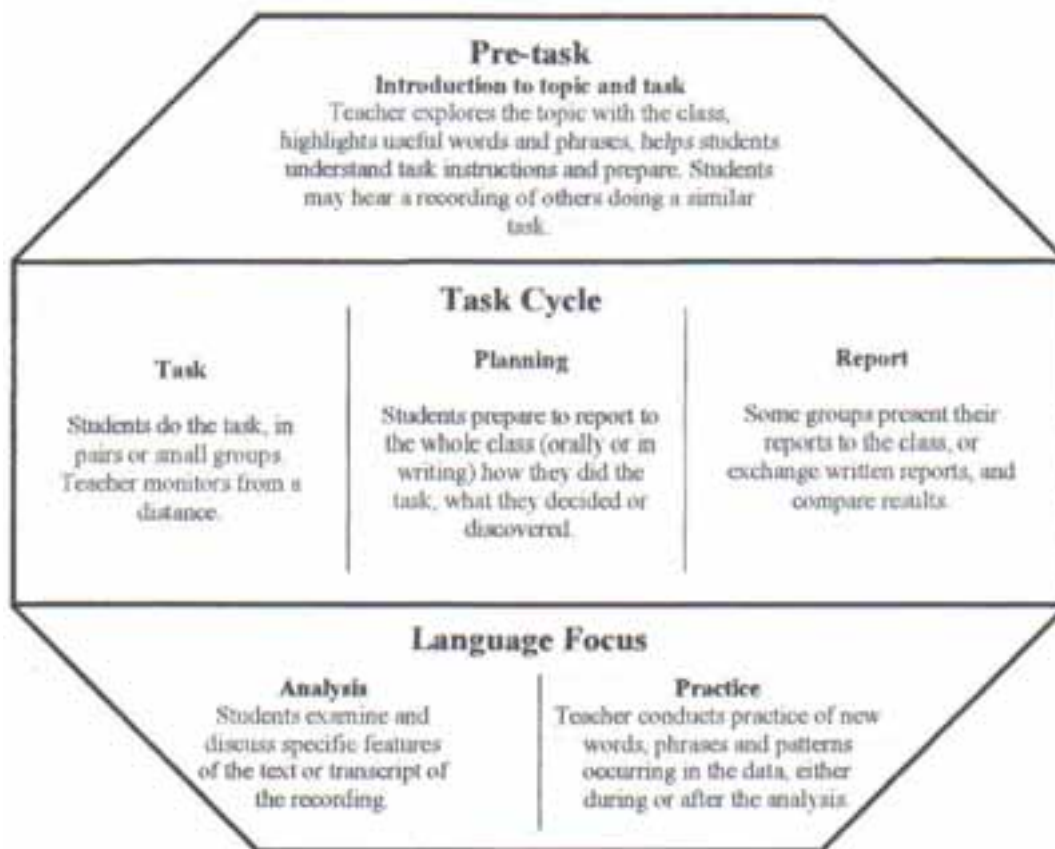 Pre-task
Introduction to topic and task
Teacher explores the topic with the class,
highlights useful words and phrases, helps students
understand task instructions and prepare. Students
may hear a recording of others doing a similar
task.
Task Cycle
Task
Students do the task, in
pairs or small groups.
Teacher monitors from a
distance.
Planning
Students prepare to report to
the whole class (orally or in
writing) how they did the
task, what they decided or
discovered.
Report
Some groups present their
reports to the class, or
exchange written reports, and
compare results.
Language Focus
Analysis
Students examine and
discuss specific features
of the text or transcript of
the recording.
Practice
Teacher conducts practice of new
words, phrases and patterns
occurring in the data, either
during or after the analysis.